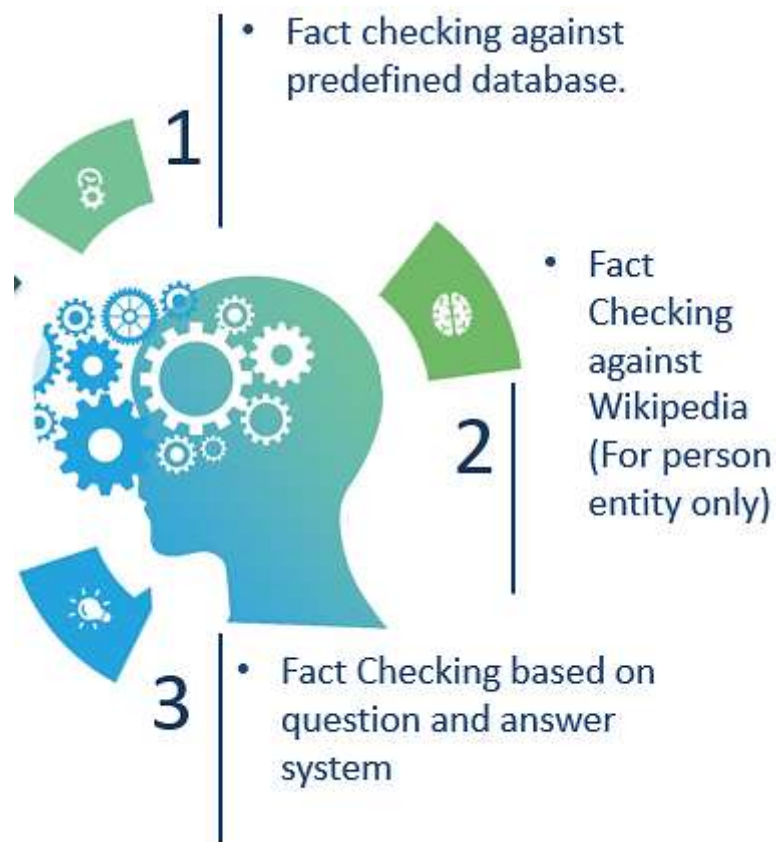 1
• Fact checking against
predefined database.
2
• Fact
Checking
against
Wikipedia
(For person
entity only)
3
• Fact Checking based on
question and answer
system